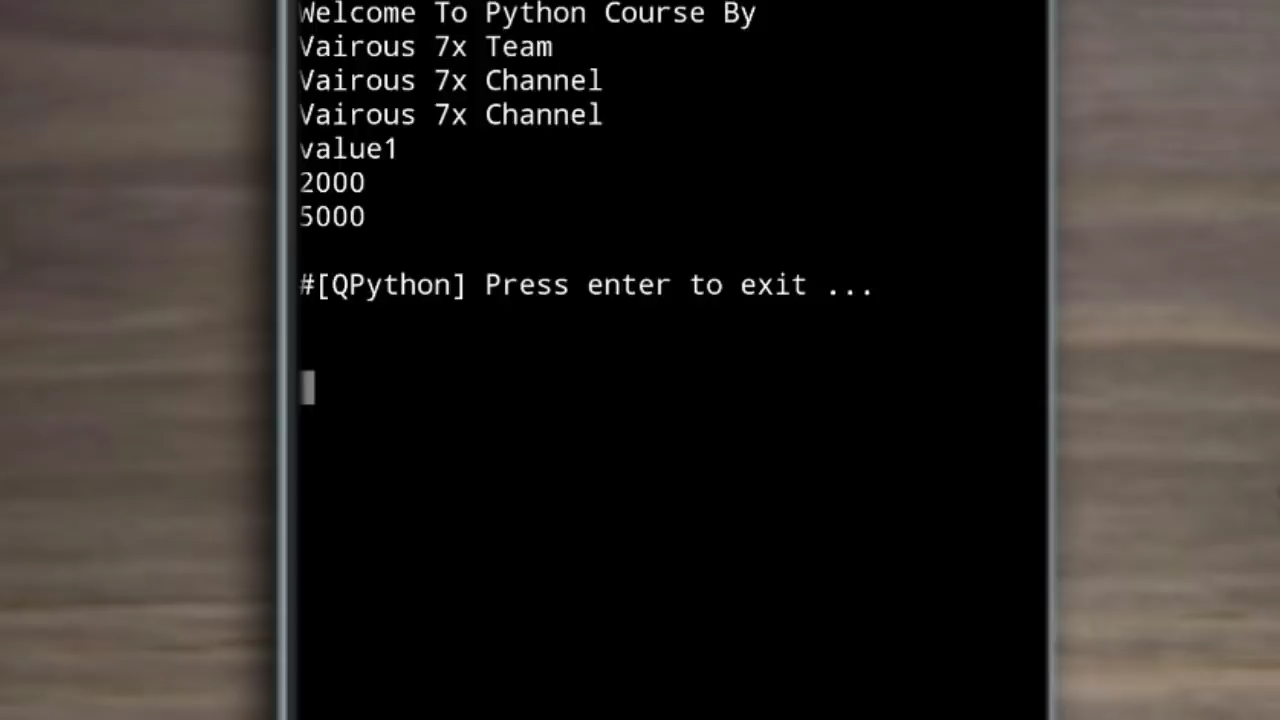 Welcome To Python Course By
Vairous 7x Team
Vairous 7x Channel
Vairous 7x Channel
value1
2000
5000
#[QPython] Press enter to exit ...